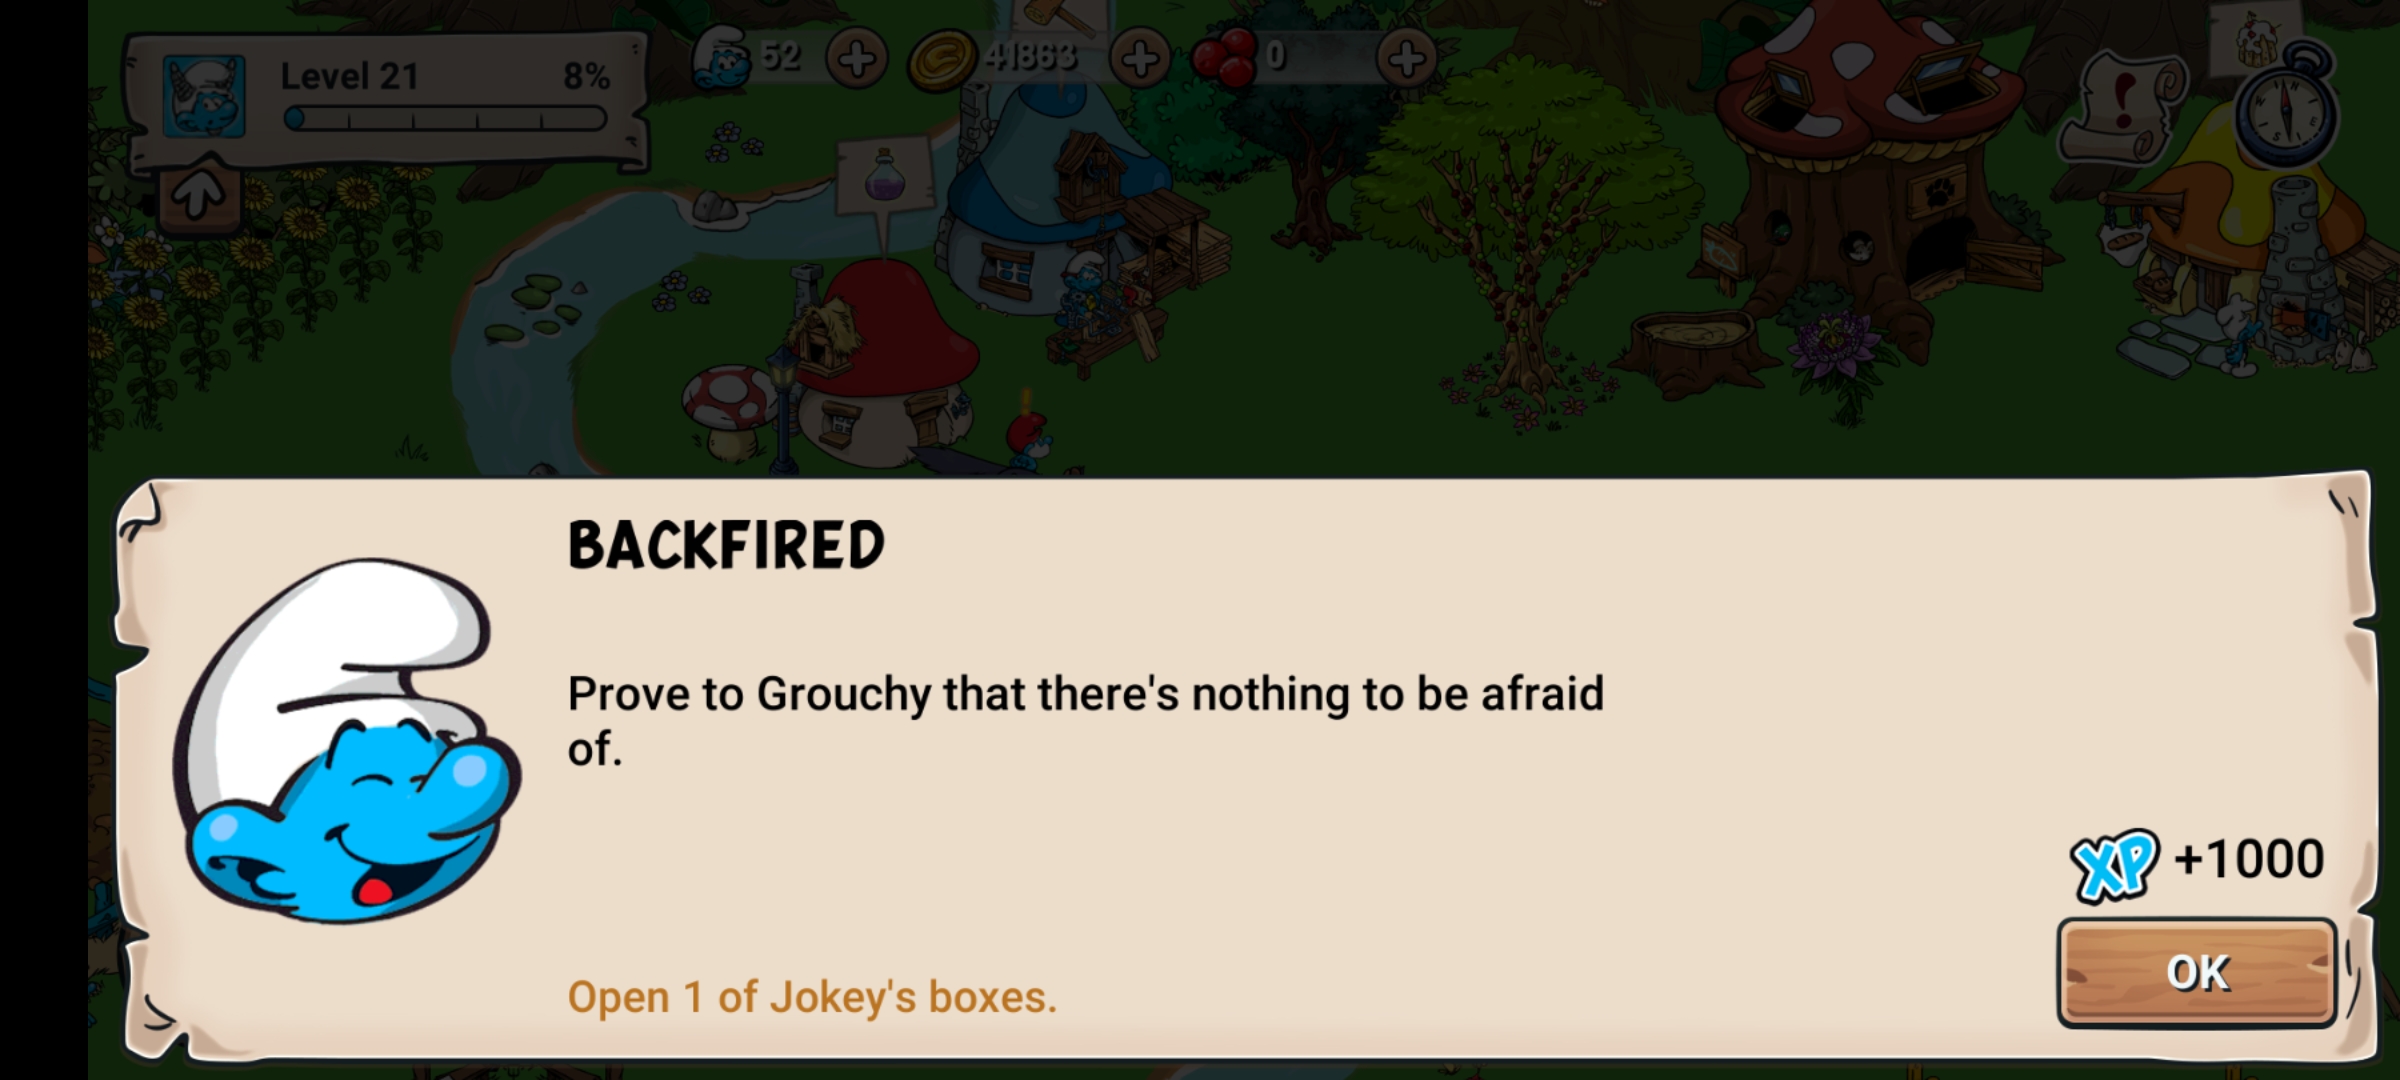 Level 21
8%
52
41863
0
BACKFIRED
Prove to Grouchy that there's nothing to be afraid
of.
XP +1000
OK
Open 1 of Jokey's boxes.